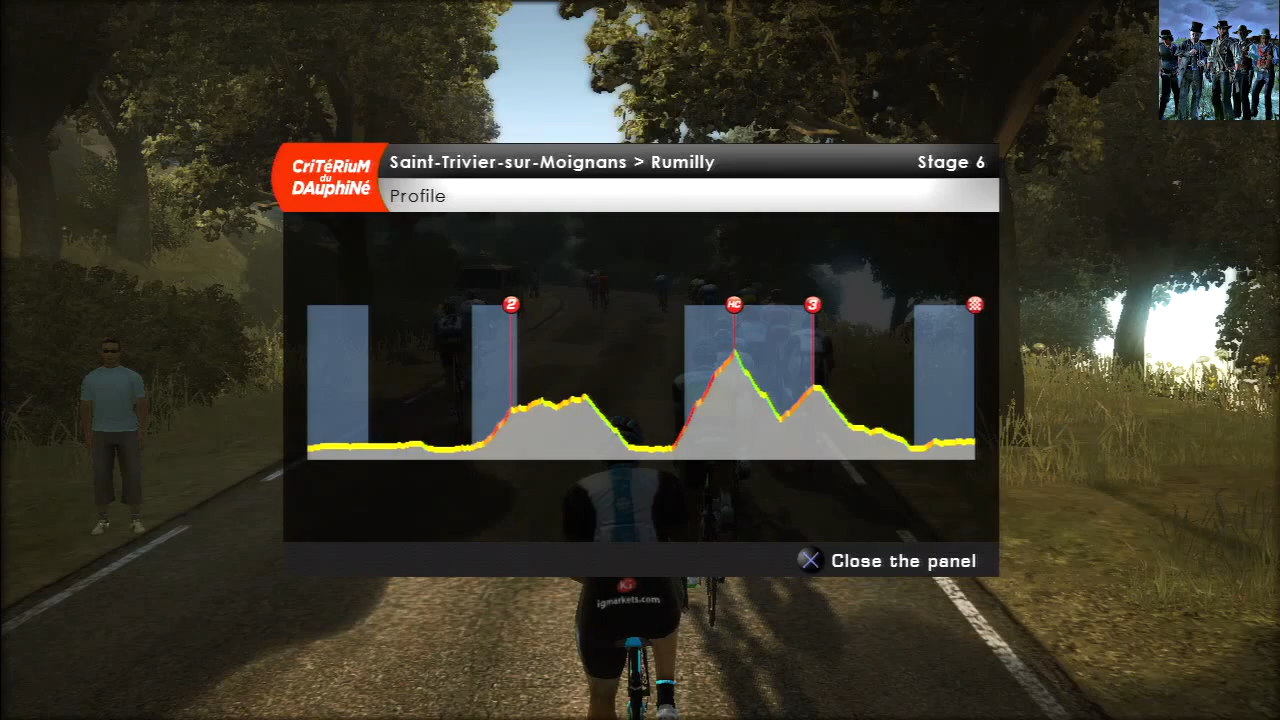 CriTéRiuM
du
DAuphiNé
Saint-Trivier-sur-Moignans > Rumilly
Stage 6
Profile
2
HC
3
Close the panel
IG
igmarkets.com